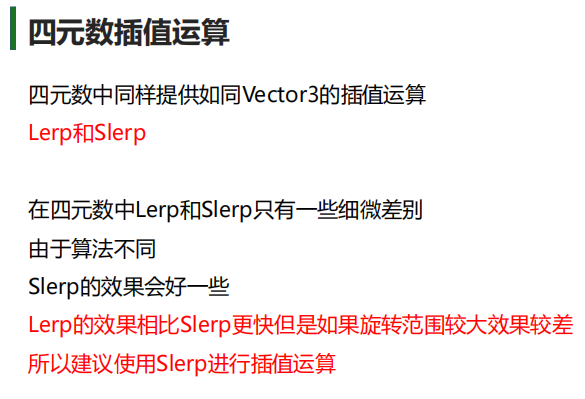 四元数插值运算
四元数中同样提供如同Vector3的插值运算
Lerp和Slerp
在四元数中Lerp和Slerp只有一些细微差别
由于算法不同
Slerp的效果会好一些
Lerp的效果相比Slerp更快但是如果旋转范围较大效果较差
所以建议使用Slerp进行插值运算